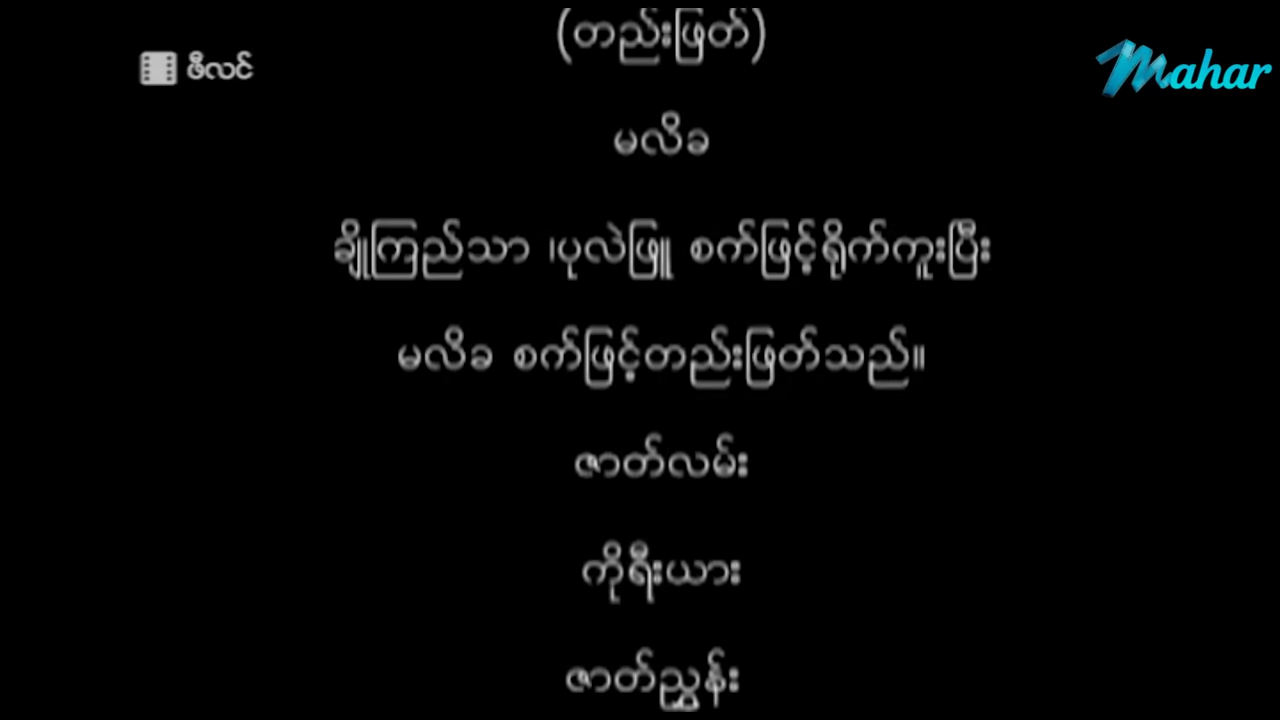 (တည်းဖြတ်)
ဖီလင်
Mahar
မလိခ
ချိုကြည်သာ ၊ပုလဲဖြူ စက်ဖြင့်ရိုက်ကူးပြီး
မလိခ စက်ဖြင့်တည်းဖြတ်သည်။
ဇာတ်လမ်း
ကိုရီးယား
ဇာတ်ညွှန်း